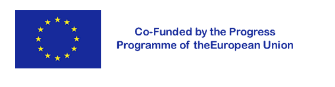 Co-Funded by the Progress
Programme of theEuropean Union